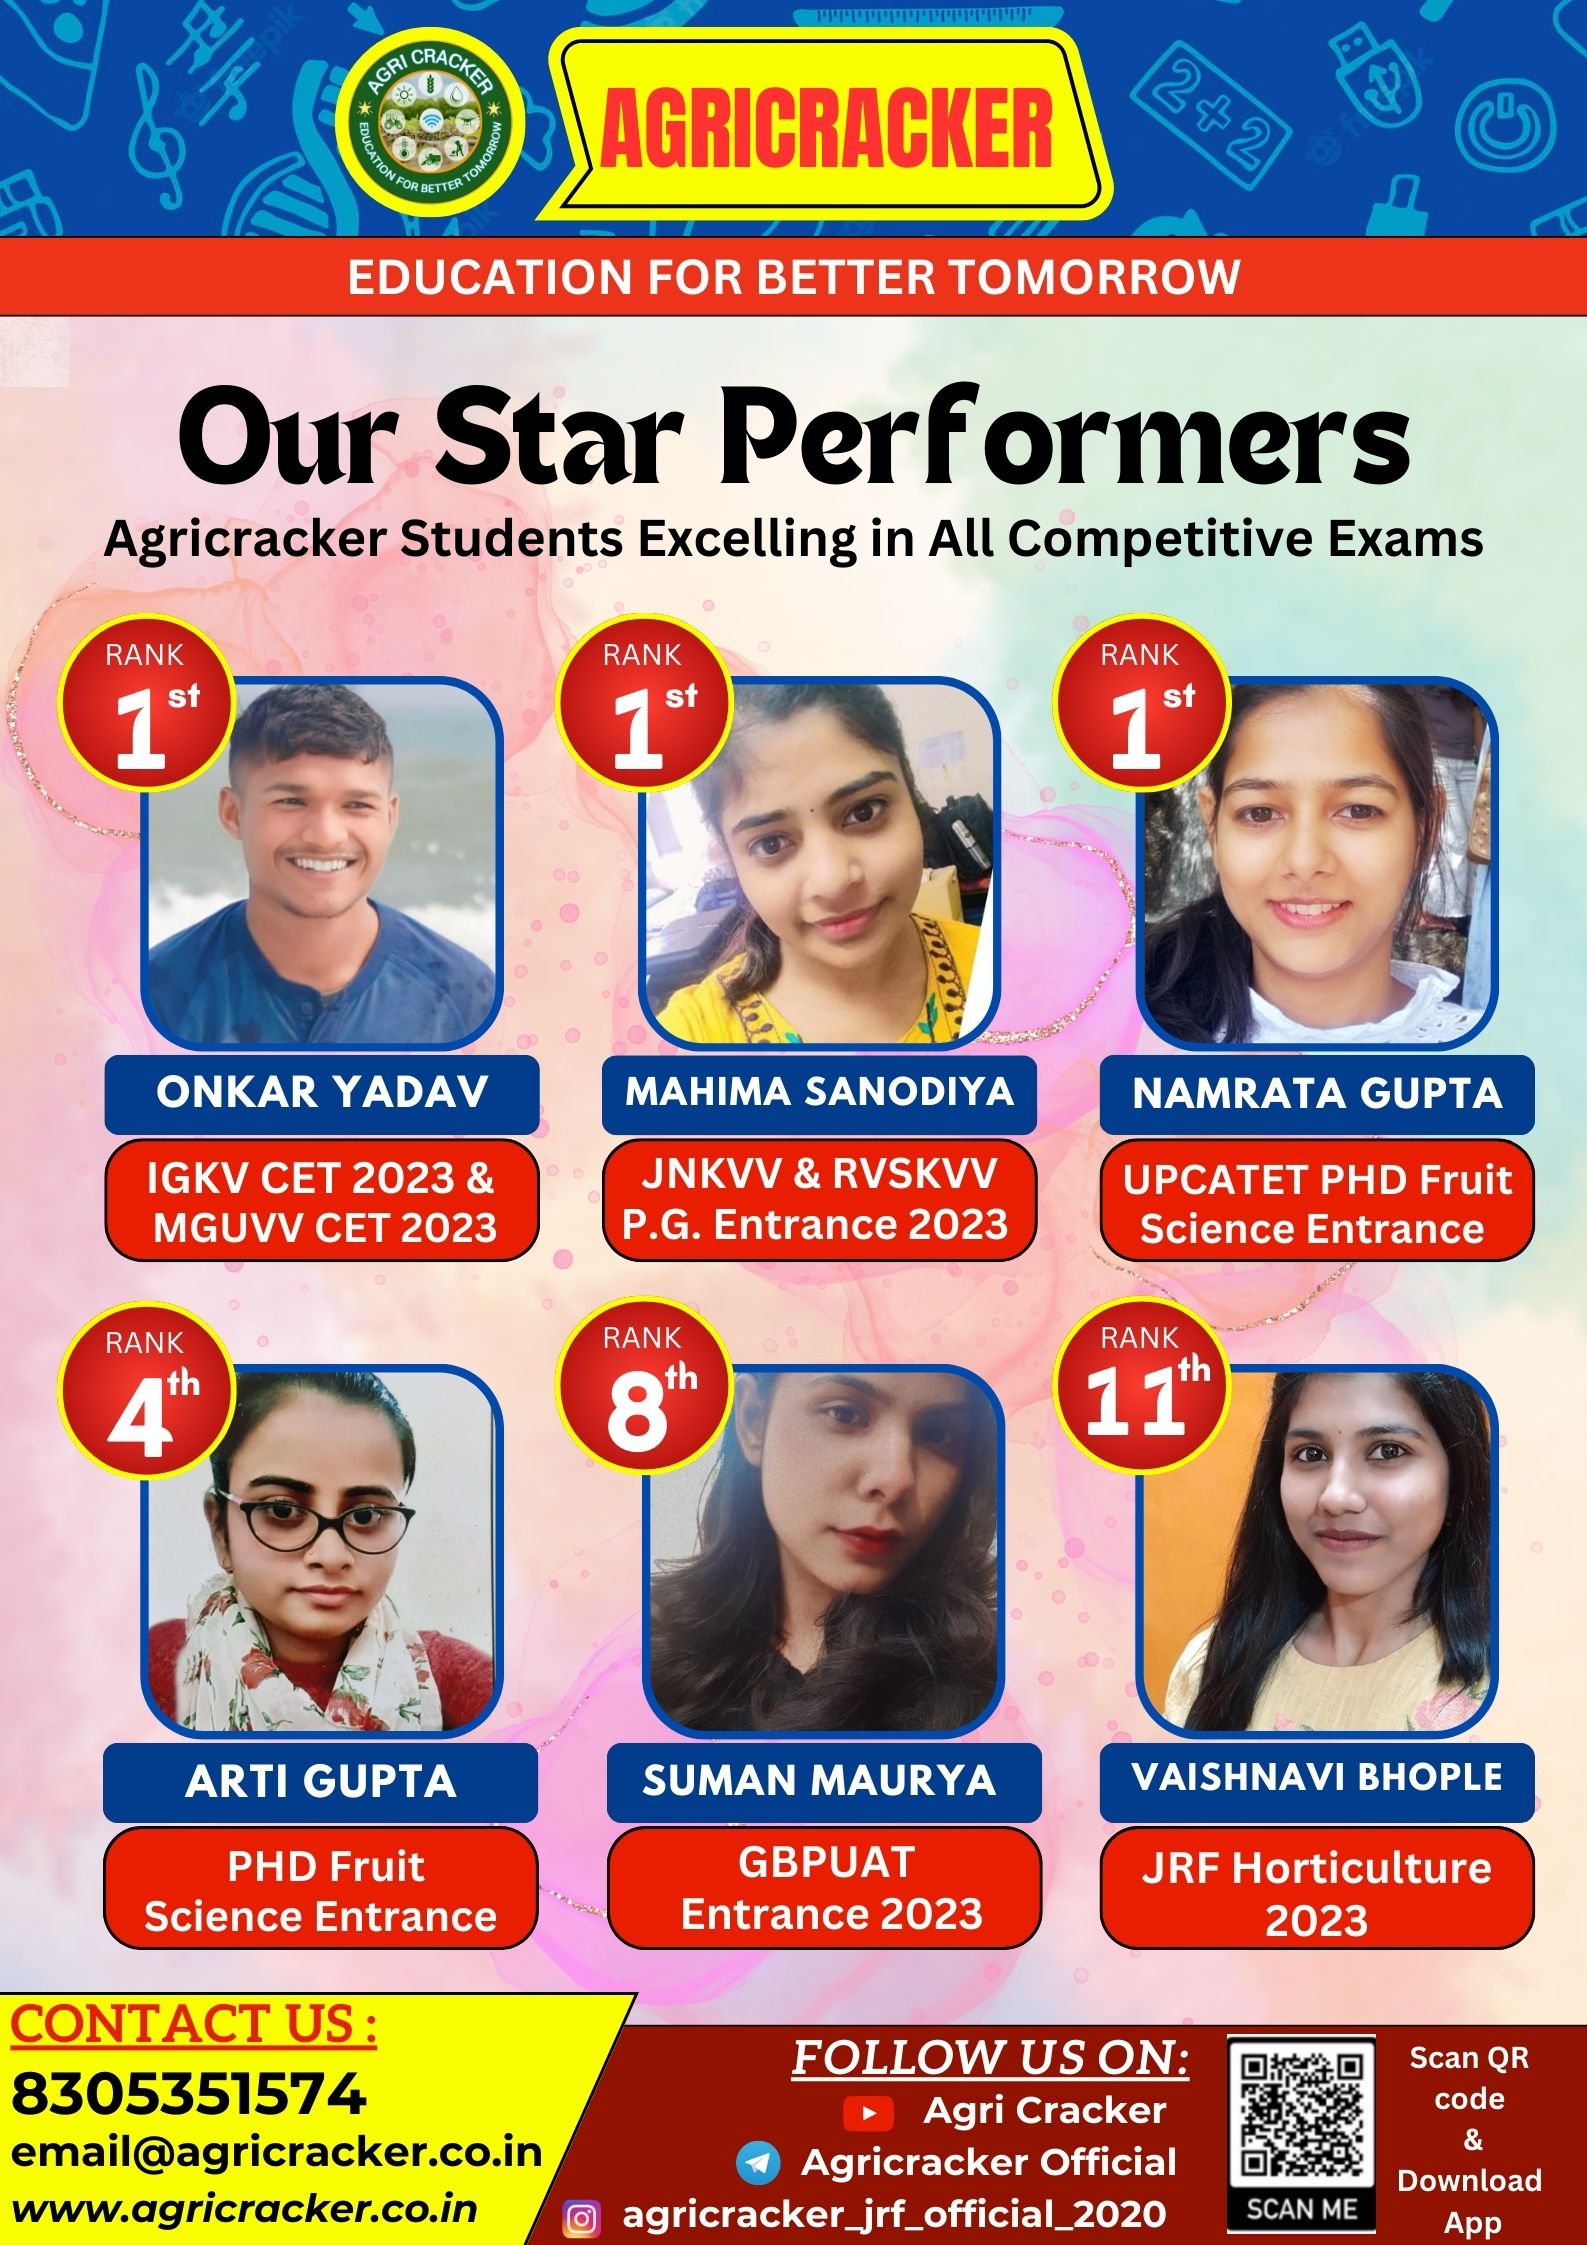 AGRI CRACKER
EDUCATION FOR BETTER TOMORROW
AGRICRACKER
2+2
EDUCATION FOR BETTER TOMORROW
Our Star Performers
Agricracker Students Excelling in All Competitive Exams
RANK
1st
RANK
1st
RANK
1st
ONKAR YADAV
IGKV CET 2023 &
MGUVV CET 2023
MAHIMA SANODIYA
JNKVV & RVSKVV
P.G. Entrance 2023
NAMRATA GUPTA
UPCATET PHD Fruit
Science Entrance
RANK
4th
RANK
8th
RANK
11th
ARTI GUPTA
PHD Fruit
Science Entrance
SUMAN MAURYA
GBPUAT
Entrance 2023
VAISHNAVI BHOPLE
JRF Horticulture
2023
CONTACT US :
8305351574
email@agricracker.co.in
www.agricracker.co.in
FOLLOW US ON:
Agri Cracker
Agricracker Official
agricracker_jrf_official_2020
SCAN ME
Scan QR
code
&
Download
App